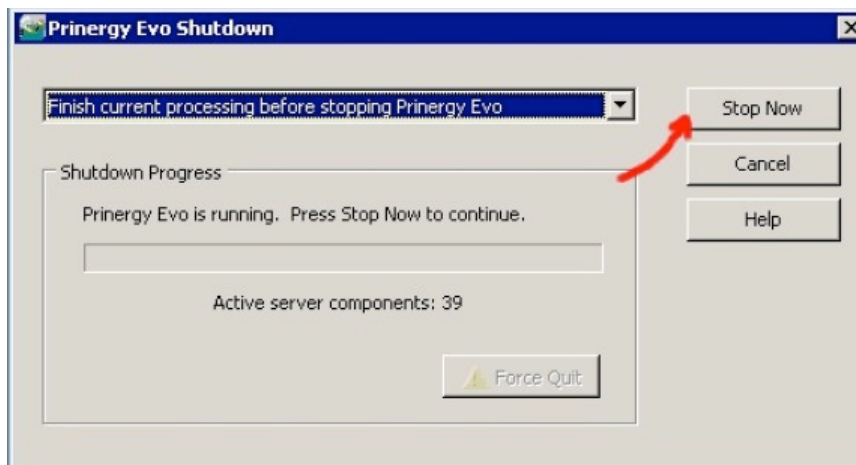 Prinergy Evo Shutdown
Finish current processing before stopping Prinergy Evo
Stop Now
Cancel
Help
Shutdown Progress
Prinergy Evo is running. Press Stop Now to continue.
Active server components: 39
Force Quit